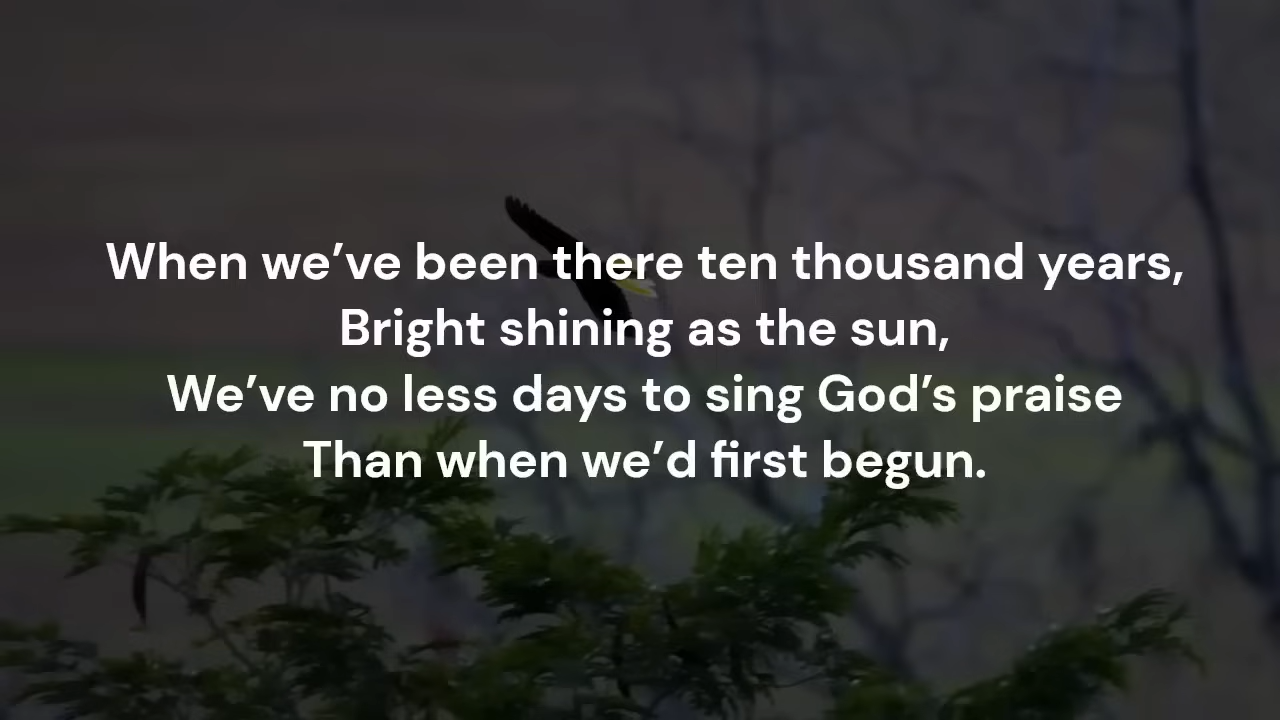 When we’ve been there ten thousand years,
Bright shining as the sun,
We’ve no less days to sing God’s praise
Than when we’d first begun.